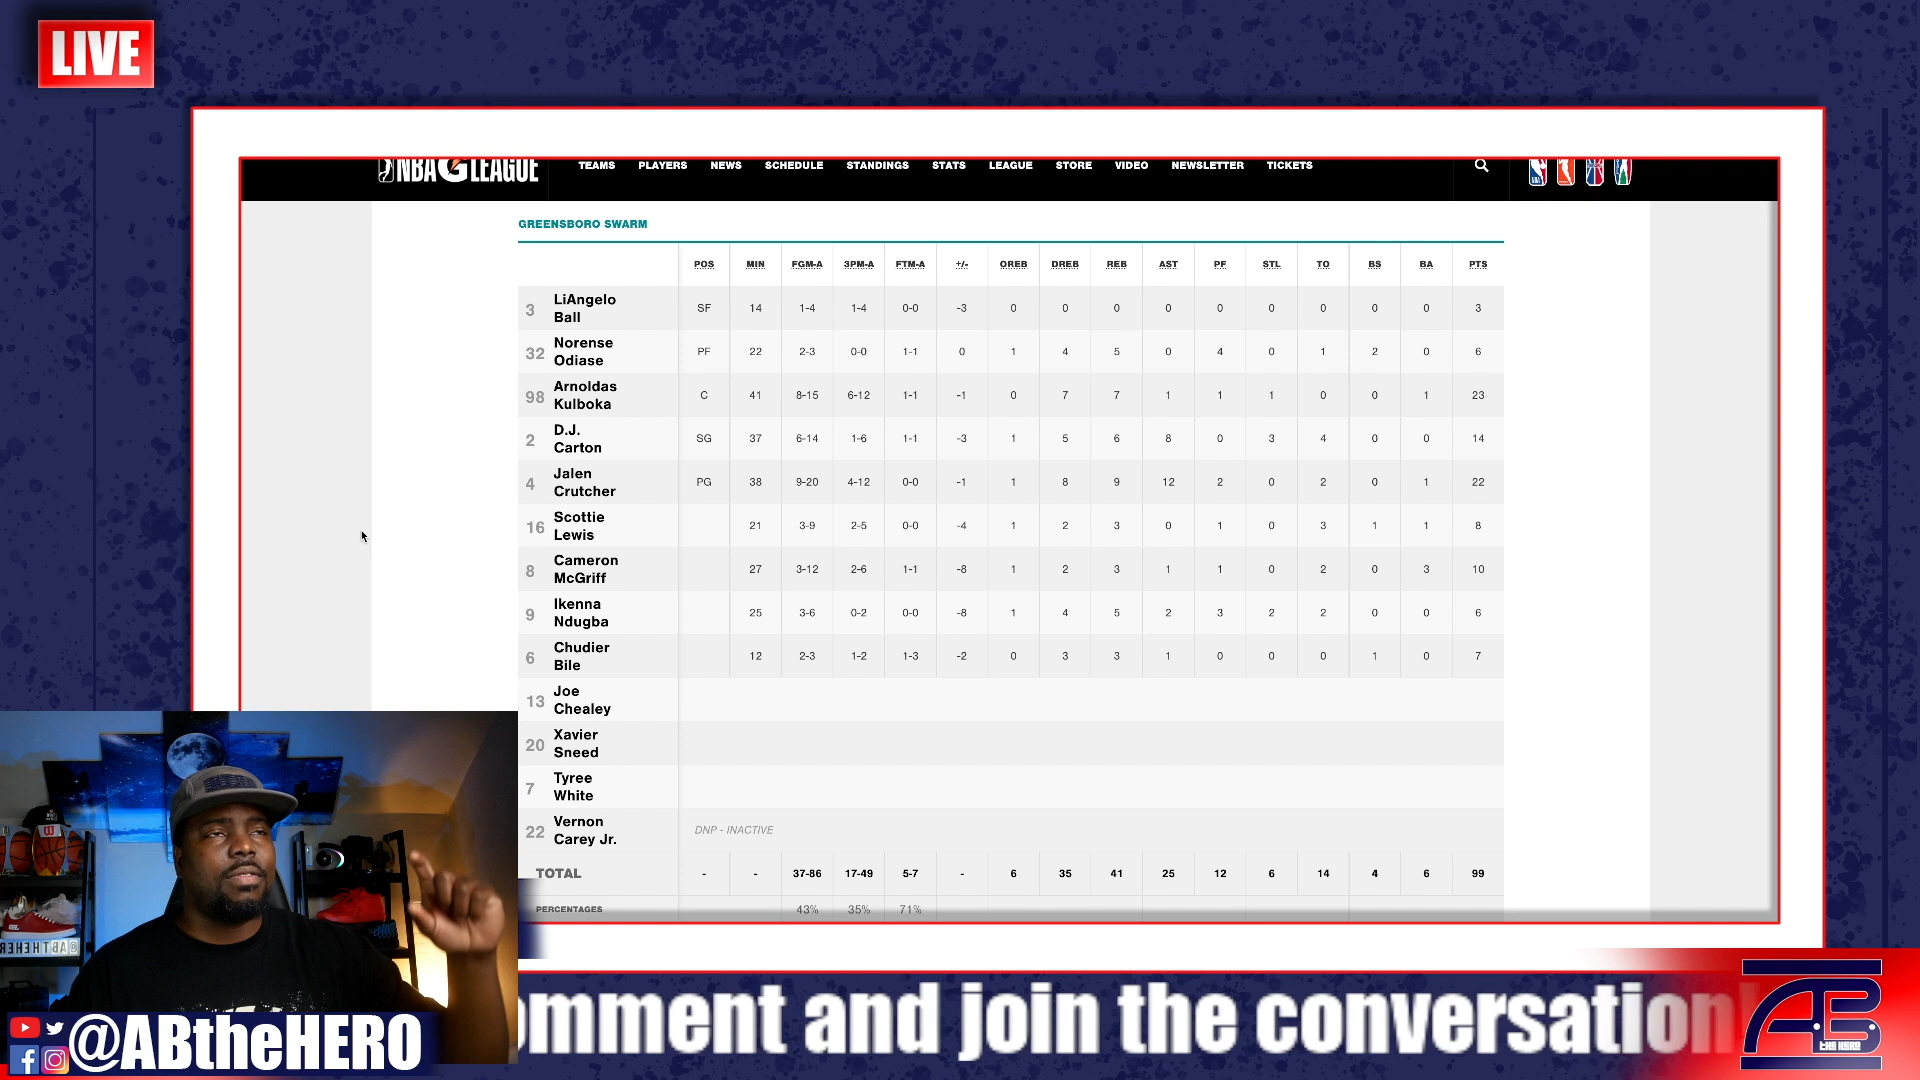 LIVE
NBA G LEAGUE TEAMS PLAYERS NEWS SCHEDULE STANDINGS STATS LEAGUE STORE VIDEO NEWSLETTER TICKETS
GREENSBORO SWARM
POS MIN FGM-A 3PM-A FTM-A +/- OREB DREB REB AST PF STL TO BS BA PTS
3 LiAngelo Ball SF 14 1-4 1-4 0-0 -3 0 0 0 0 0 0 0 0 0 3
32 Norense Odiase PF 22 2-3 0-0 1-1 0 1 4 5 0 4 0 1 2 0 6
98 Arnoldas Kulboka C 41 8-15 6-12 1-1 -1 0 7 7 1 1 1 0 0 1 23
2 D.J. Carton SG 37 6-14 1-6 1-1 -3 1 5 6 8 0 3 4 0 0 14
4 Jalen Crutcher PG 38 9-20 4-12 0-0 -1 1 8 9 12 2 0 2 0 1 22
16 Scottie Lewis 21 3-9 2-5 0-0 -4 1 2 3 0 1 0 3 1 1 8
8 Cameron McGriff 27 3-12 2-6 1-1 -8 1 2 3 1 1 0 2 0 3 10
9 Ikenna Ndugba 25 3-6 0-2 0-0 -8 1 4 5 2 3 2 2 0 0 6
6 Chudier Bile 12 2-3 1-2 1-3 -2 0 3 3 1 0 0 0 1 0 7
13 Joe Chealey
20 Xavier Sneed
7 Tyree White
22 Vernon Carey Jr. DNP - INACTIVE
TOTAL - - 37-86 17-49 5-7 - 6 35 41 25 12 6 14 4 6 99
PERCENTAGES 43% 35% 71%
@ABtheHERO
omment and join the conversation
AB
THE HERO